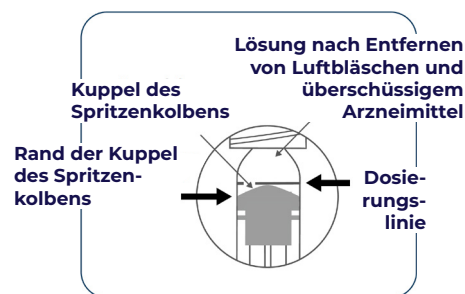 Lösung nach Entfernen
von Luftbläschen und
überschüssigem
Arzneimittel
Kuppel des
Spritzenkolbens
Rand der Kuppel
des Spritzen-
kolbens
Dosie-
rungs-
linie